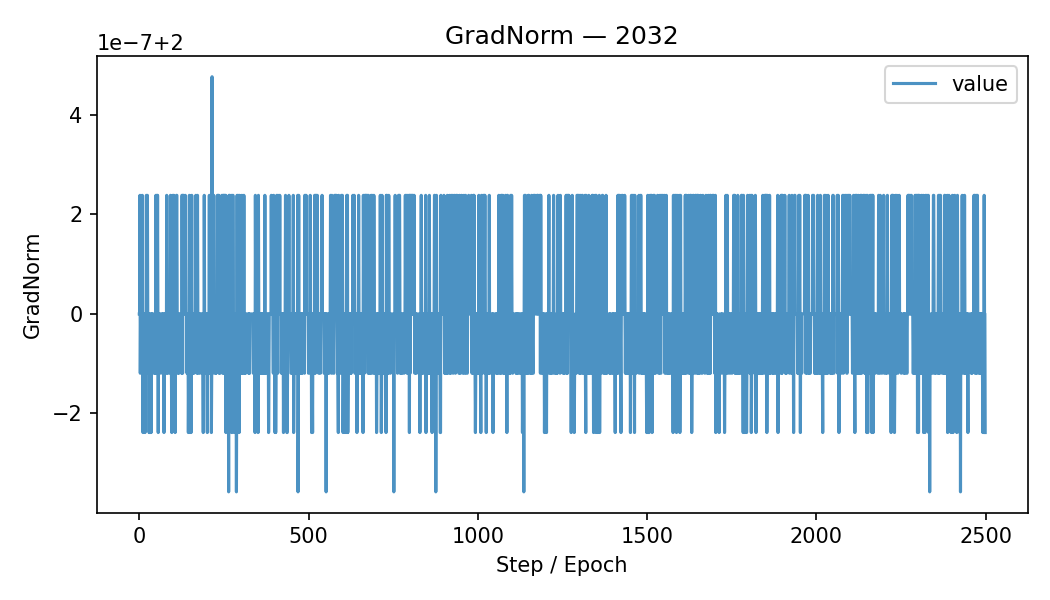 GradNorm — 2032
1e−7+2
value
4
2
0
−2
GradNorm
0
500
1000
1500
2000
2500
Step / Epoch